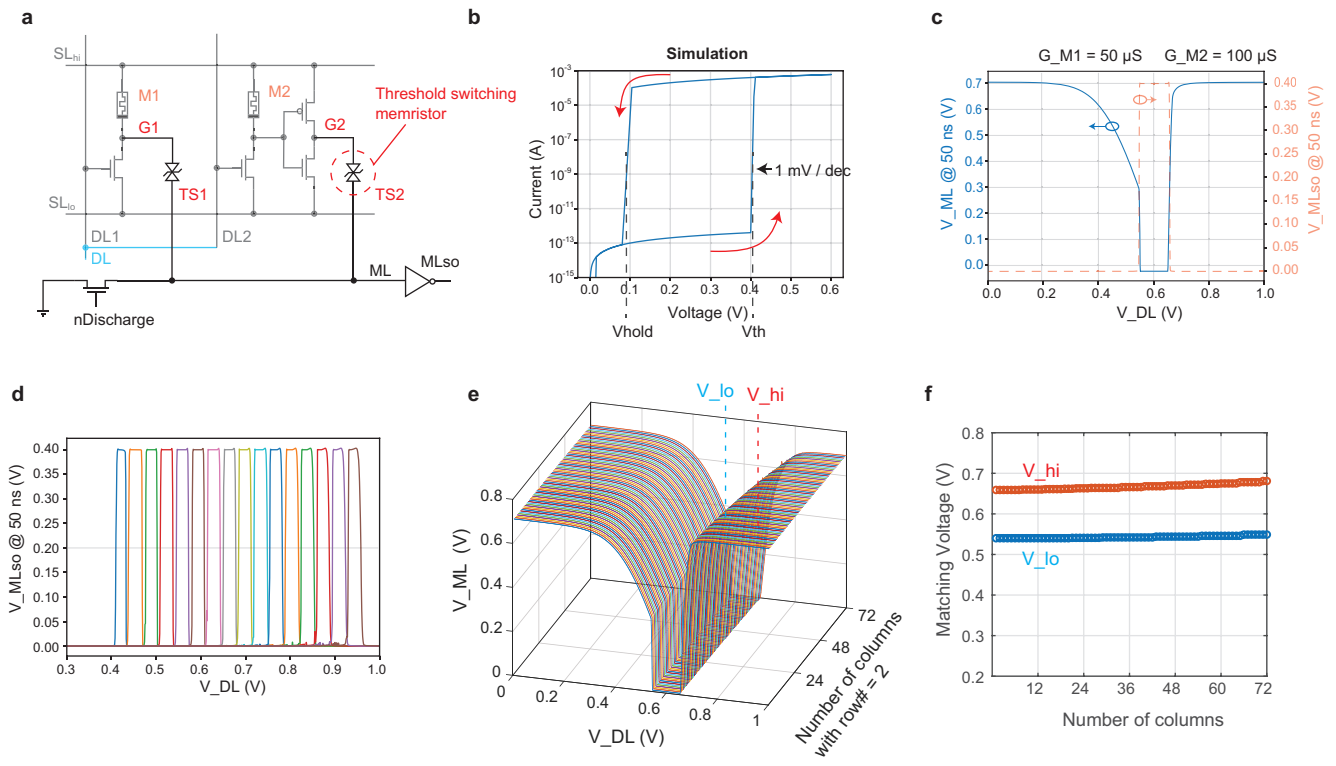 a
SLhi
M1
M2
G1
G2
Threshold switching
memristor
TS1
TS2
SLlo
DL1
DL2
DL
ML
MLso
nDischarge
b
Simulation
10⁻³
10⁻⁵
10⁻⁷
10⁻⁹
10⁻¹¹
10⁻¹³
10⁻¹⁵
Current (A)
1 mV / dec
0.0 0.1 0.2 0.3 0.4 0.5 0.6
Voltage (V)
Vhold
Vth
c
G_M1 = 50 µS G_M2 = 100 µS
0.7
0.6
0.5
0.4
0.3
0.2
0.1
0.0
V_ML @ 50 ns (V)
0.40
0.35
0.30
0.25
0.20
0.15
0.10
0.05
0.00
V_MLso @ 50 ns (V)
0.0 0.2 0.4 0.6 0.8 1.0
V_DL (V)
d
0.40
0.35
0.30
0.25
0.20
0.15
0.10
0.05
0.00
V_MLso @ 50 ns (V)
0.3 0.4 0.5 0.6 0.7 0.8 0.9 1.0
V_DL (V)
e
V_lo
V_hi
0.8
0.6
0.4
0.2
0
V_ML (V)
0 0.2 0.4 0.6 0.8 1
V_DL (V)
72
48
24
Number of columns
with row# = 2
f
0.8
0.7
0.6
0.5
0.4
0.3
0.2
Matching Voltage (V)
V_hi
V_lo
12 24 36 48 60 72
Number of columns